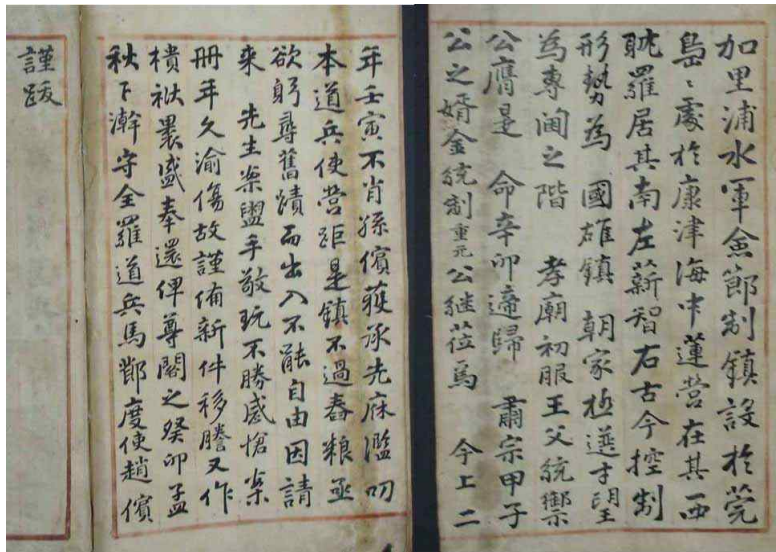 加里浦水軍僉節制鎮設於莞
島〻處於康津海中蓮營在其西
耽羅居其南左薪智右古今控制
形勢為 國雄鎮 朝家極選才望
為專閫之階 孝廟初服王父統禦
公膺是 命辛卯遞歸 肅宗甲子
公之婿金統制重元公継莅焉 今上二
年壬寅不肖孫儐獲承先庥濫叨
本道兵使營距是鎮不過舂粮亟
欲躬尋舊蹟而出入不能自由因請
來 先生案盥手敬玩不勝感愴案
冊年久渝傷故謹俻新件移謄又作
樻袱裹盛奉還俾尊閣之癸卯孟
秋下澣守全羅道兵馬節度使趙儐
謹跋